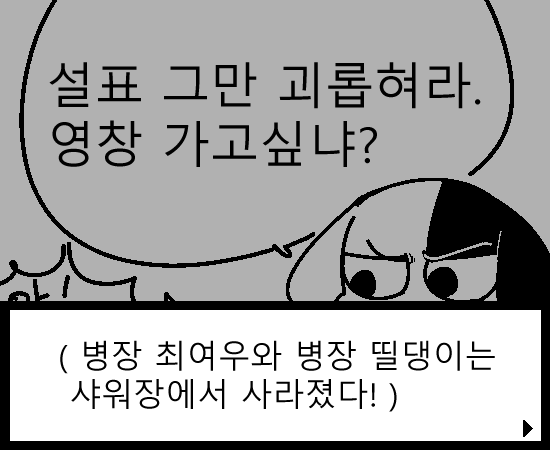 설표 그만 괴롭혀라.
영창 가고싶냐?
( 병장 최여우와 병장 띨댕이는
샤워장에서 사라졌다! )